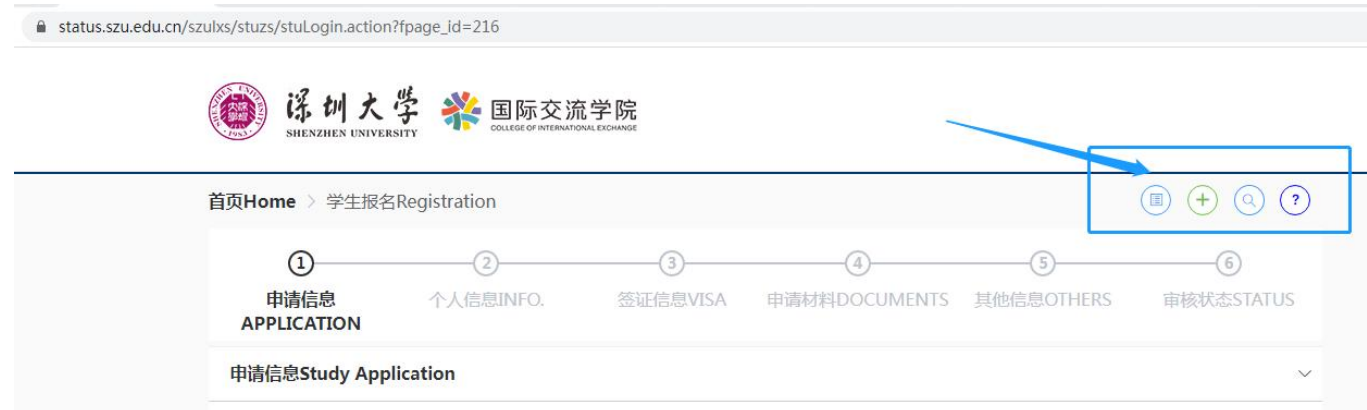 status.szu.edu.cn/szulxs/stuzs/stuLogin.action?fpage_id=216
SHENZHEN UNIVERSITY
1983
深圳大学
SHENZHEN UNIVERSITY
国际交流学院
COLLEGE OF INTERNATIONAL EXCHANGE
首页Home > 学生报名Registration
?
1 2 3 4 5 6
申请信息 个人信息INFO. 签证信息VISA 申请材料DOCUMENTS 其他信息OTHERS 审核状态STATUS
APPLICATION
申请信息Study Application